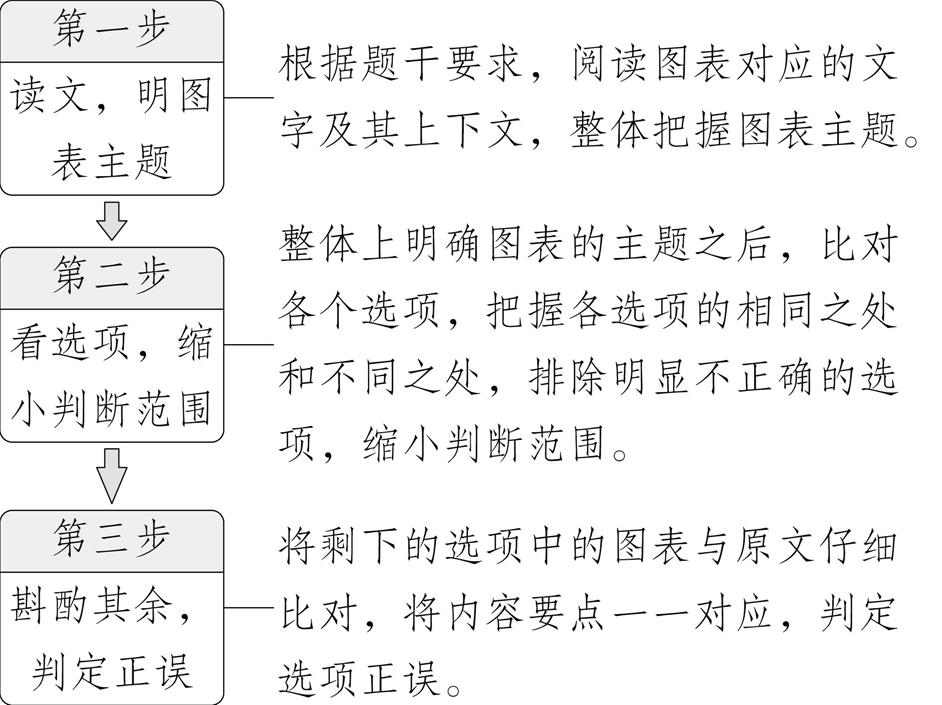 第一步
读文，明图
表主题
根据题干要求，阅读图表对应的文
字及其上下文，整体把握图表主题。
第二步
看选项，缩
小判断范围
整体上明确图表的主题之后，比对
各个选项，把握各选项的相同之处
和不同之处，排除明显不正确的选
项，缩小判断范围。
第三步
斟酌其余，
判定正误
将剩下的选项中的图表与原文仔细
比对，将内容要点一一对应，判定
选项正误。